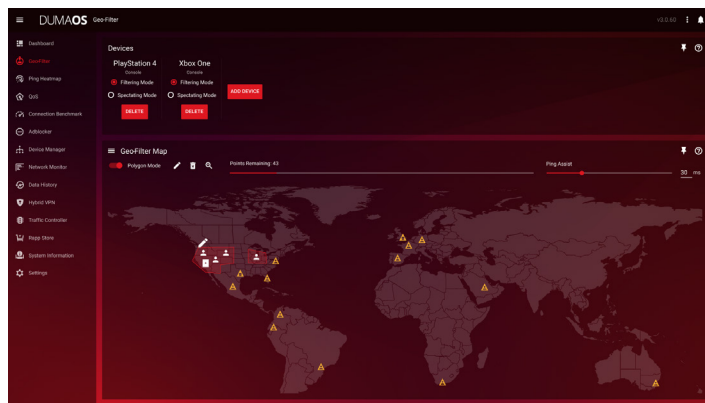 DUMAOS Geo-Filter v3.0.60
Dashboard
Geo-Filter
Ping Heatmap
QoS
Connection Benchmark
Adblocker
Device Manager
Network Monitor
Data History
Hybrid VPN
Traffic Controller
Rapp Store
System Information
Settings
Devices
PlayStation 4
Console
Filtering Mode
Spectating Mode
DELETE
Xbox One
Console
Filtering Mode
Spectating Mode
DELETE
ADD DEVICE
Geo-Filter Map
Polygon Mode
Points Remaining: 43
Ping Assist
30 ms